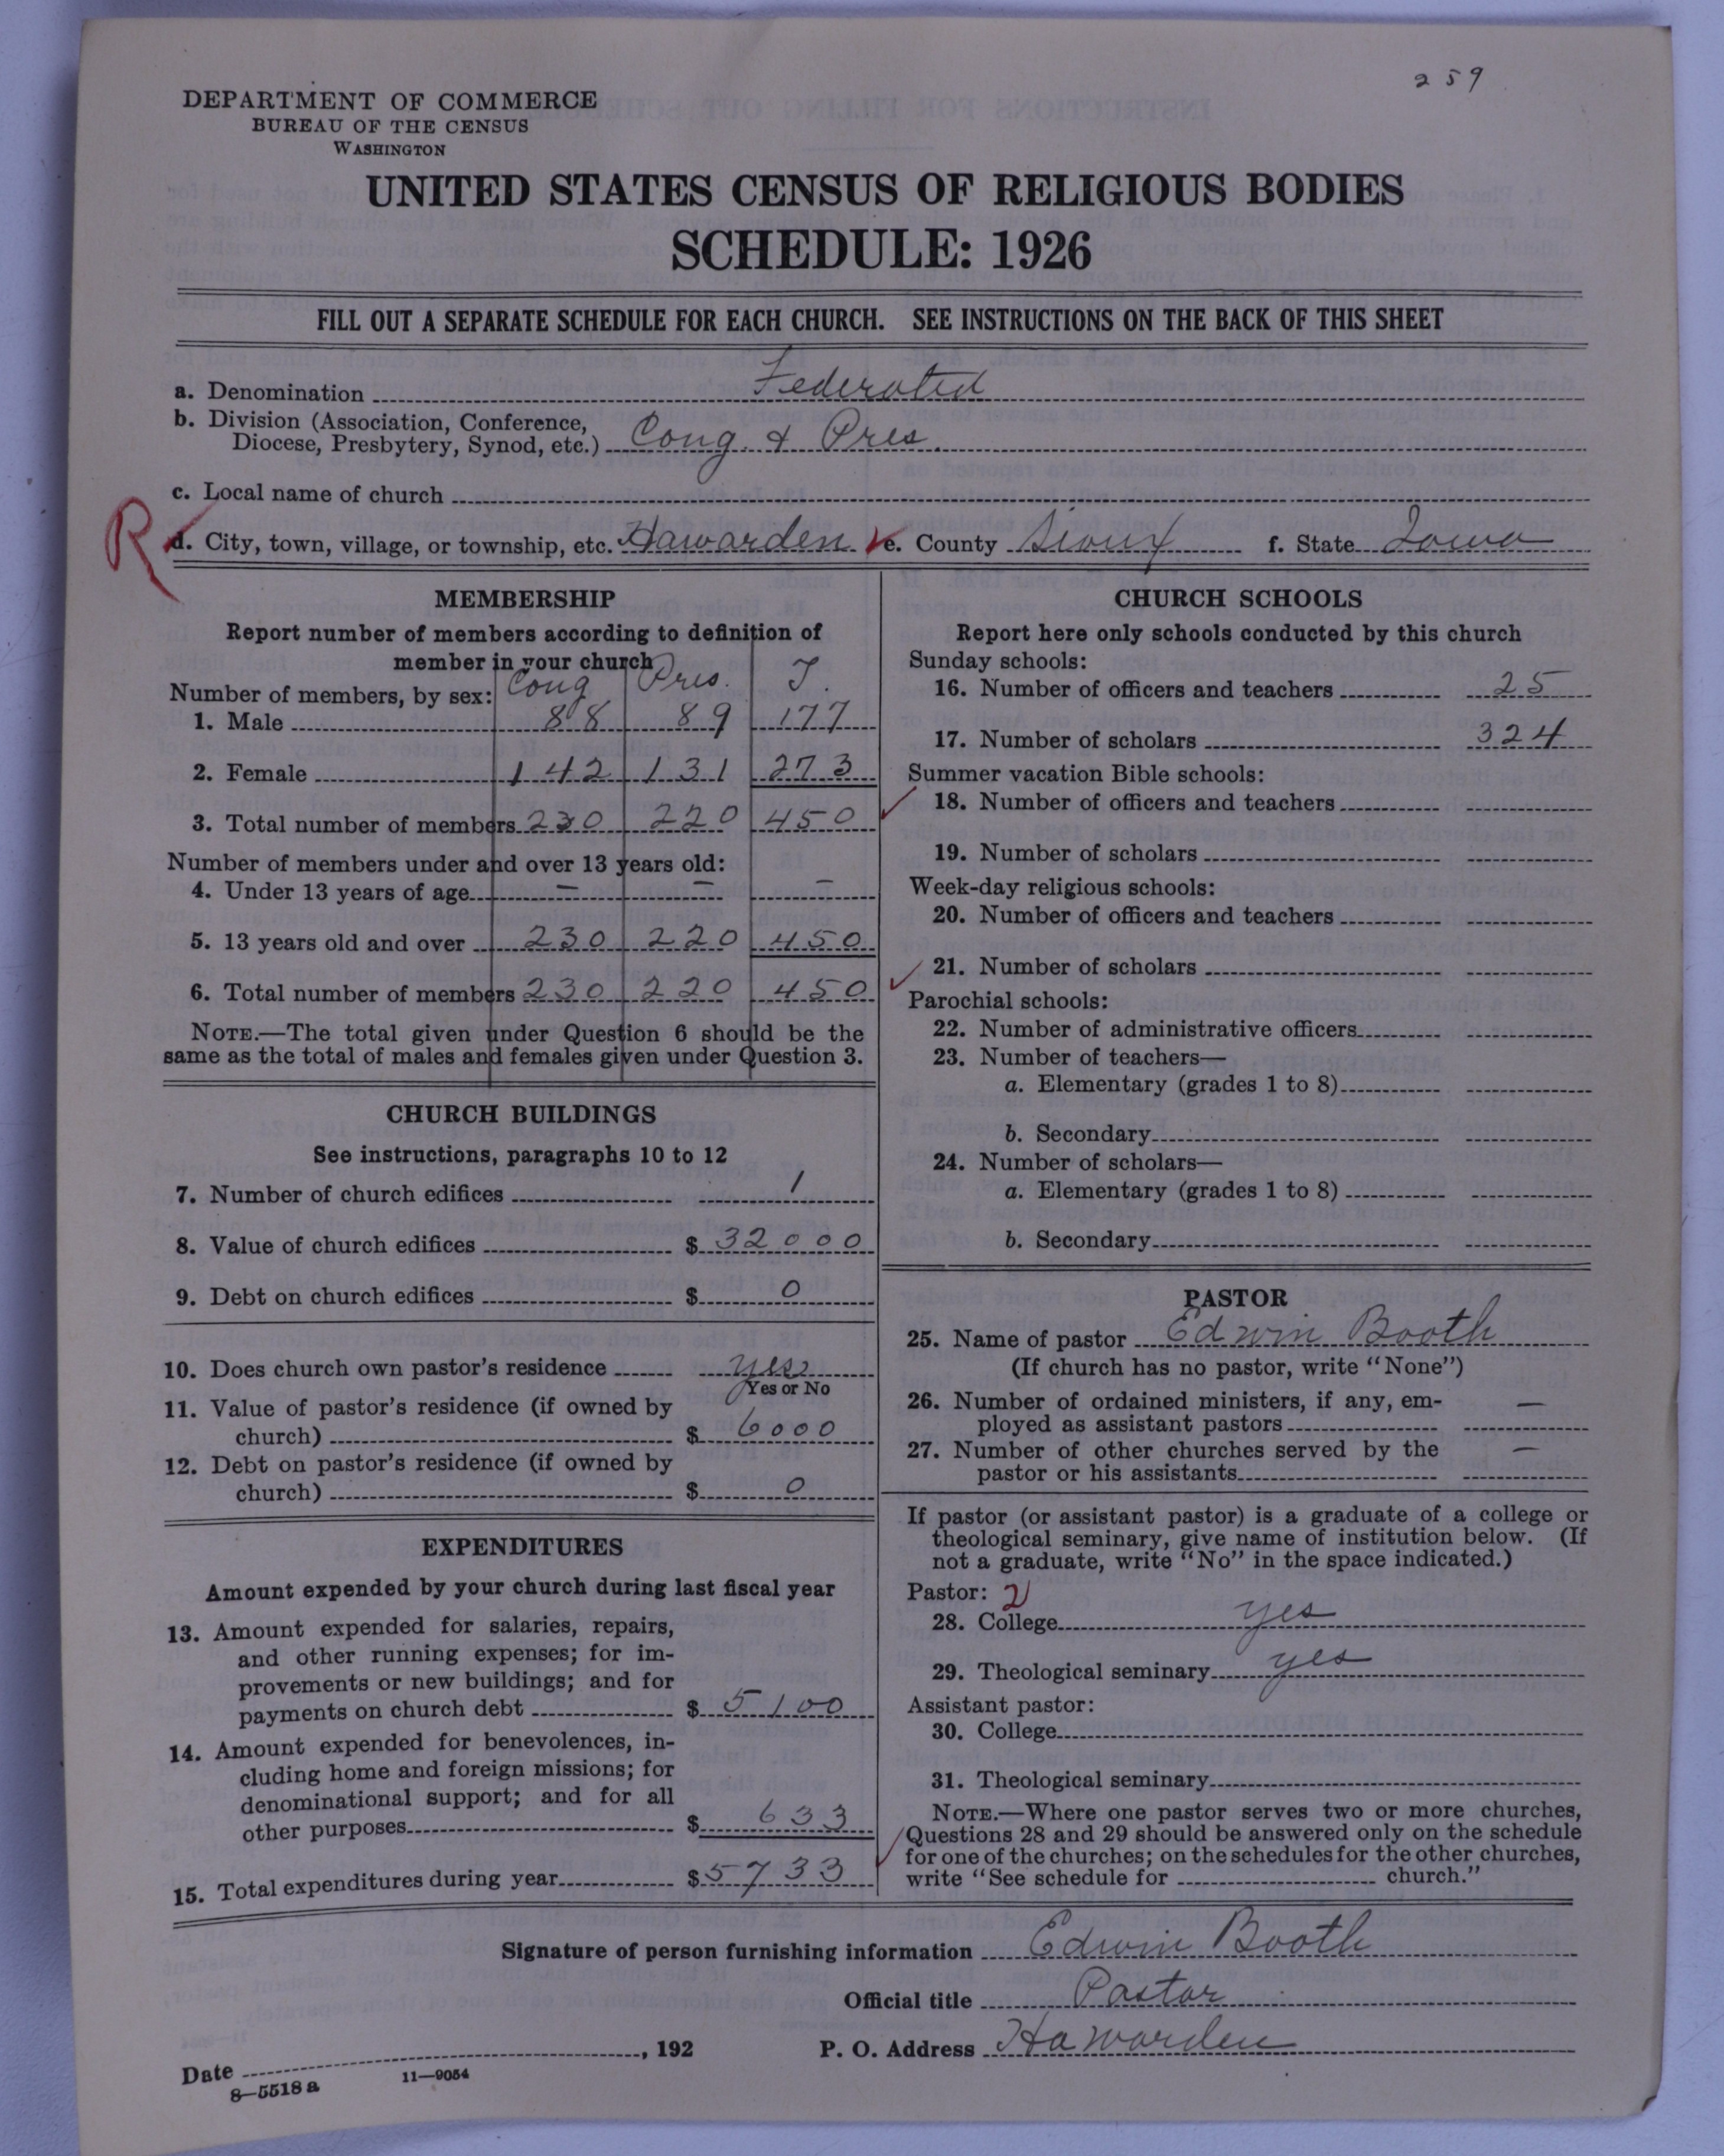 259
DEPARTMENT OF COMMERCE
BUREAU OF THE CENSUS
WASHINGTON
UNITED STATES CENSUS OF RELIGIOUS BODIES
SCHEDULE: 1926
FILL OUT A SEPARATE SCHEDULE FOR EACH CHURCH. SEE INSTRUCTIONS ON THE BACK OF THIS SHEET
a. Denomination Federated
b. Division (Association, Conference,
Diocese, Presbytery, Synod, etc.) Cong. & Pres.
c. Local name of church
R
d. City, town, village, or township, etc. Hawarden e. County Sioux f. State Iowa
MEMBERSHIP
Report number of members according to definition of
member in your church
Cong Pres. T.
Number of members, by sex:
1. Male 88 89 177
2. Female 142 131 273
3. Total number of members 230 220 450
Number of members under and over 13 years old:
4. Under 13 years of age — — —
5. 13 years old and over 230 220 450
6. Total number of members 230 220 450
NOTE.—The total given under Question 6 should be the
same as the total of males and females given under Question 3.
CHURCH BUILDINGS
See instructions, paragraphs 10 to 12
7. Number of church edifices 1
8. Value of church edifices $ 32000
9. Debt on church edifices $ 0
10. Does church own pastor's residence yes
Yes or No
11. Value of pastor's residence (if owned by
church) $ 6000
12. Debt on pastor's residence (if owned by
church) $ 0
EXPENDITURES
Amount expended by your church during last fiscal year
13. Amount expended for salaries, repairs,
and other running expenses; for im-
provements or new buildings; and for
payments on church debt $ 5100
14. Amount expended for benevolences, in-
cluding home and foreign missions; for
denominational support; and for all
other purposes $ 633
15. Total expenditures during year $ 5733
CHURCH SCHOOLS
Report here only schools conducted by this church
Sunday schools:
16. Number of officers and teachers 25
17. Number of scholars 324
Summer vacation Bible schools:
18. Number of officers and teachers
19. Number of scholars
Week-day religious schools:
20. Number of officers and teachers
21. Number of scholars
Parochial schools:
22. Number of administrative officers
23. Number of teachers—
a. Elementary (grades 1 to 8)
b. Secondary
24. Number of scholars—
a. Elementary (grades 1 to 8)
b. Secondary
PASTOR
25. Name of pastor Edwin Booth
(If church has no pastor, write "None")
26. Number of ordained ministers, if any, em-
ployed as assistant pastors —
27. Number of other churches served by the
pastor or his assistants —
If pastor (or assistant pastor) is a graduate of a college or
theological seminary, give name of institution below. (If
not a graduate, write "No" in the space indicated.)
Pastor: 2
28. College yes
29. Theological seminary yes
Assistant pastor:
30. College
31. Theological seminary
NOTE.—Where one pastor serves two or more churches,
Questions 28 and 29 should be answered only on the schedule
for one of the churches; on the schedules for the other churches,
write "See schedule for church."
Signature of person furnishing information Edwin Booth
Official title Pastor
Date , 192 P. O. Address Hawarden
8—5518 a 11—9054